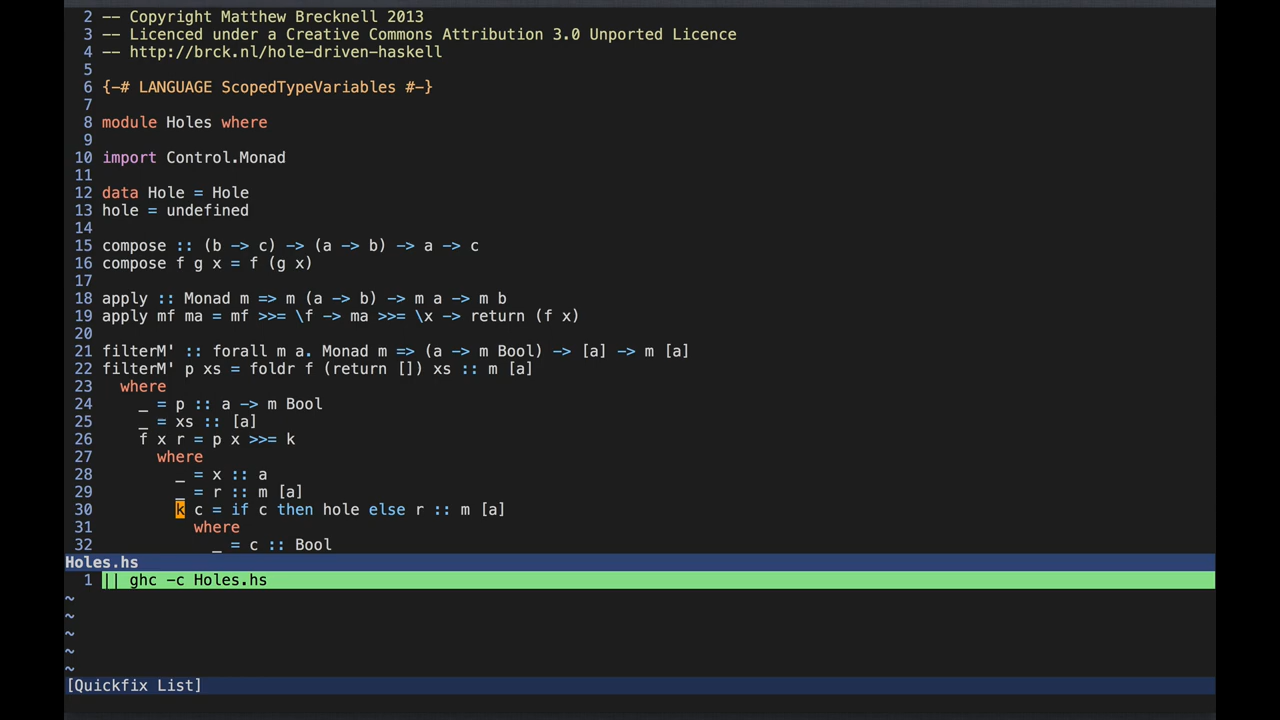 2 -- Copyright Matthew Brecknell 2013
3 -- Licenced under a Creative Commons Attribution 3.0 Unported Licence
4 -- http://brck.nl/hole-driven-haskell
5
6 {-# LANGUAGE ScopedTypeVariables #-}
7
8 module Holes where
9
10 import Control.Monad
11
12 data Hole = Hole
13 hole = undefined
14
15 compose :: (b -> c) -> (a -> b) -> a -> c
16 compose f g x = f (g x)
17
18 apply :: Monad m => m (a -> b) -> m a -> m b
19 apply mf ma = mf >>= \f -> ma >>= \x -> return (f x)
20
21 filterM' :: forall m a. Monad m => (a -> m Bool) -> [a] -> m [a]
22 filterM' p xs = foldr f (return []) xs :: m [a]
23   where
24     _ = p :: a -> m Bool
25     _ = xs :: [a]
26     f x r = p x >>= k
27       where
28         _ = x :: a
29         _ = r :: m [a]
30         k c = if c then hole else r :: m [a]
31           where
32             _ = c :: Bool
Holes.hs
1 || ghc -c Holes.hs
~
~
~
~
~
[Quickfix List]